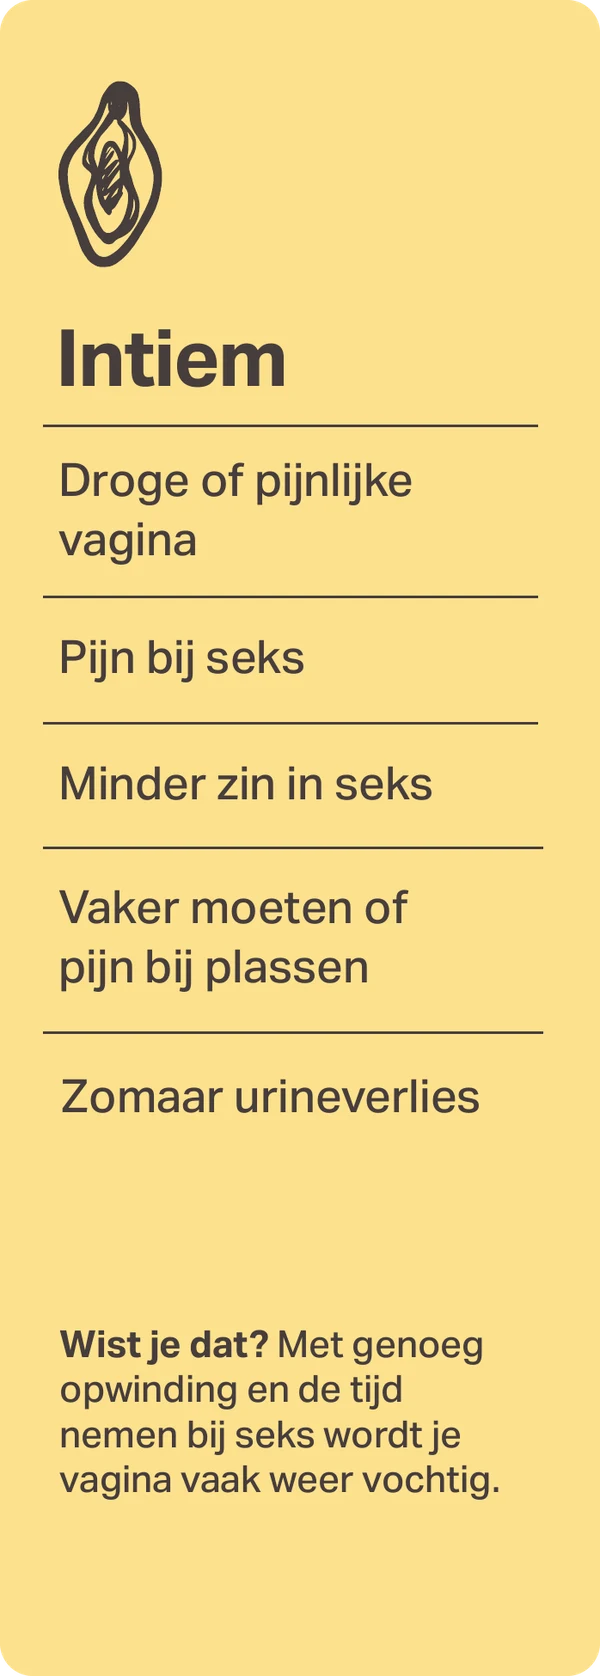 Intiem
Droge of pijnlijke
vagina
Pijn bij seks
Minder zin in seks
Vaker moeten of
pijn bij plassen
Zomaar urineverlies
Wist je dat? Met genoeg
opwinding en de tijd
nemen bij seks wordt je
vagina vaak weer vochtig.